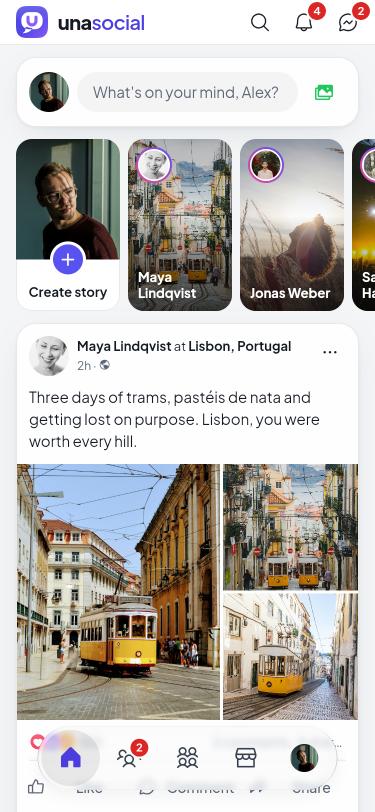 unasocial
4
2
What's on your mind, Alex?
Create story
Maya
Lindqvist
Jonas Weber
Maya Lindqvist at Lisbon, Portugal
2h
Three days of trams, pastéis de nata and
getting lost on purpose. Lisbon, you were
worth every hill.
2
Like
Comment
Share